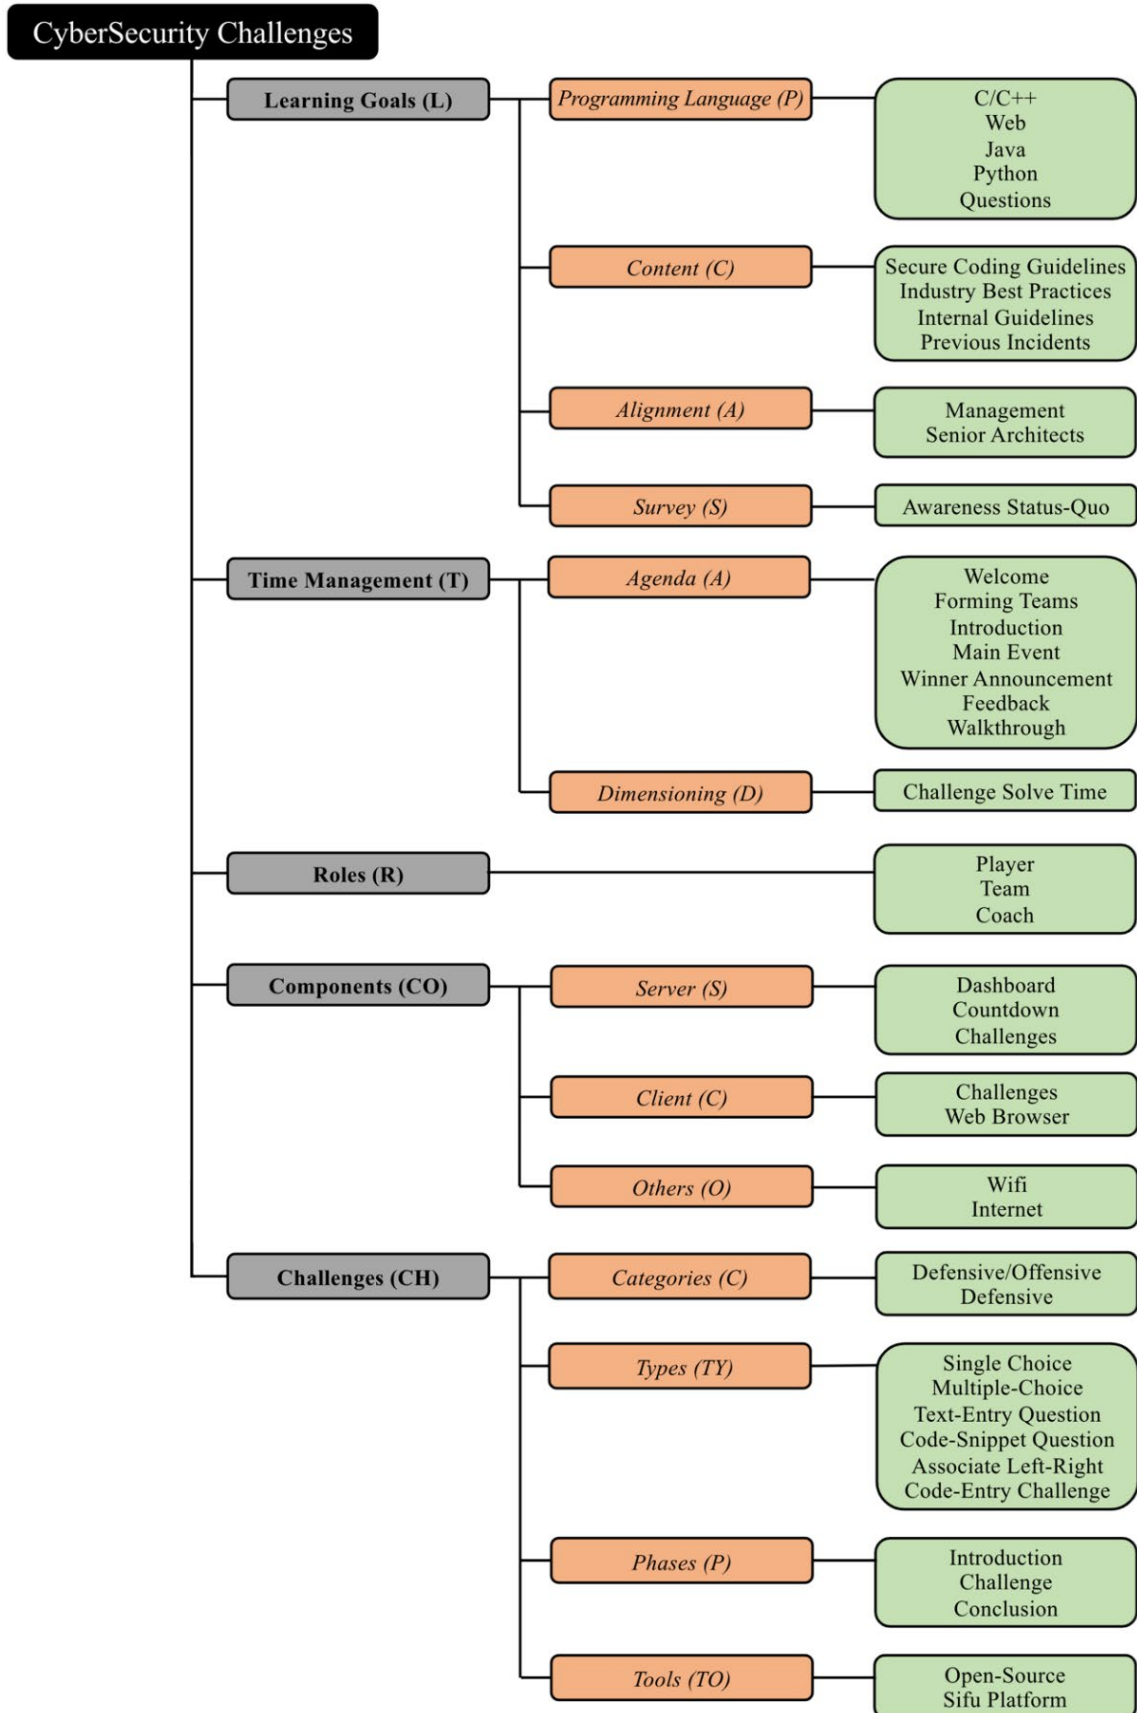 CyberSecurity Challenges
Learning Goals (L)
Programming Language (P)
C/C++
Web
Java
Python
Questions
Content (C)
Secure Coding Guidelines
Industry Best Practices
Internal Guidelines
Previous Incidents
Alignment (A)
Management
Senior Architects
Survey (S)
Awareness Status-Quo
Time Management (T)
Agenda (A)
Welcome
Forming Teams
Introduction
Main Event
Winner Announcement
Feedback
Walkthrough
Dimensioning (D)
Challenge Solve Time
Roles (R)
Player
Team
Coach
Components (CO)
Server (S)
Dashboard
Countdown
Challenges
Client (C)
Challenges
Web Browser
Others (O)
Wifi
Internet
Challenges (CH)
Categories (C)
Defensive/Offensive
Defensive
Types (TY)
Single Choice
Multiple-Choice
Text-Entry Question
Code-Snippet Question
Associate Left-Right
Code-Entry Challenge
Phases (P)
Introduction
Challenge
Conclusion
Tools (TO)
Open-Source
Sifu Platform